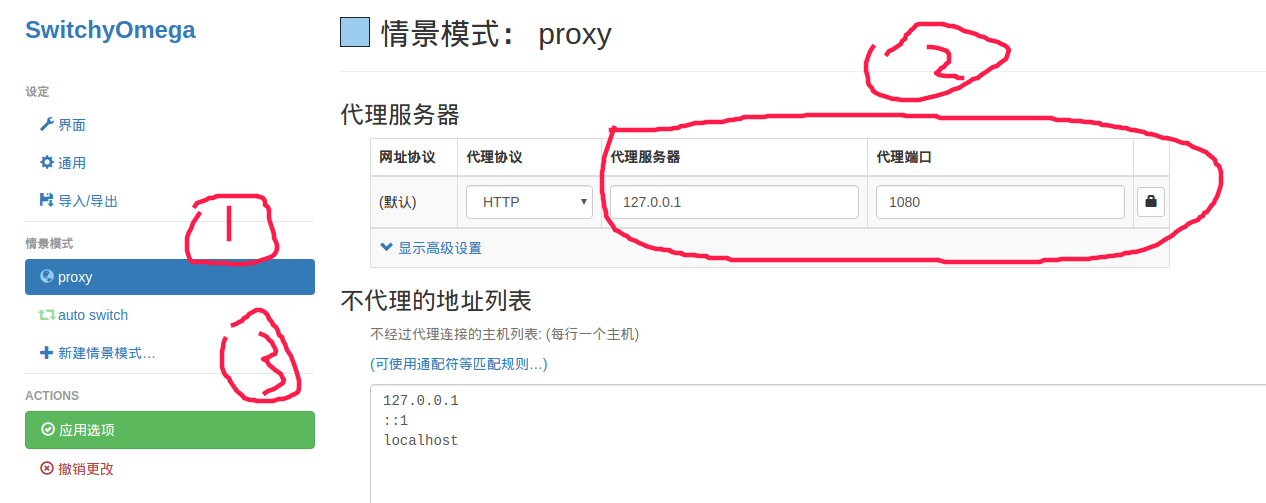 SwitchyOmega
设定
界面
通用
导入/导出
情景模式
proxy
auto switch
新建情景模式…
ACTIONS
应用选项
撤销更改
1
3
情景模式： proxy
2
代理服务器
网址协议 代理协议 代理服务器 代理端口
(默认) HTTP 127.0.0.1 1080
显示高级设置
不代理的地址列表
不经过代理连接的主机列表: (每行一个主机)
(可使用通配符等匹配规则…)
127.0.0.1
::1
localhost